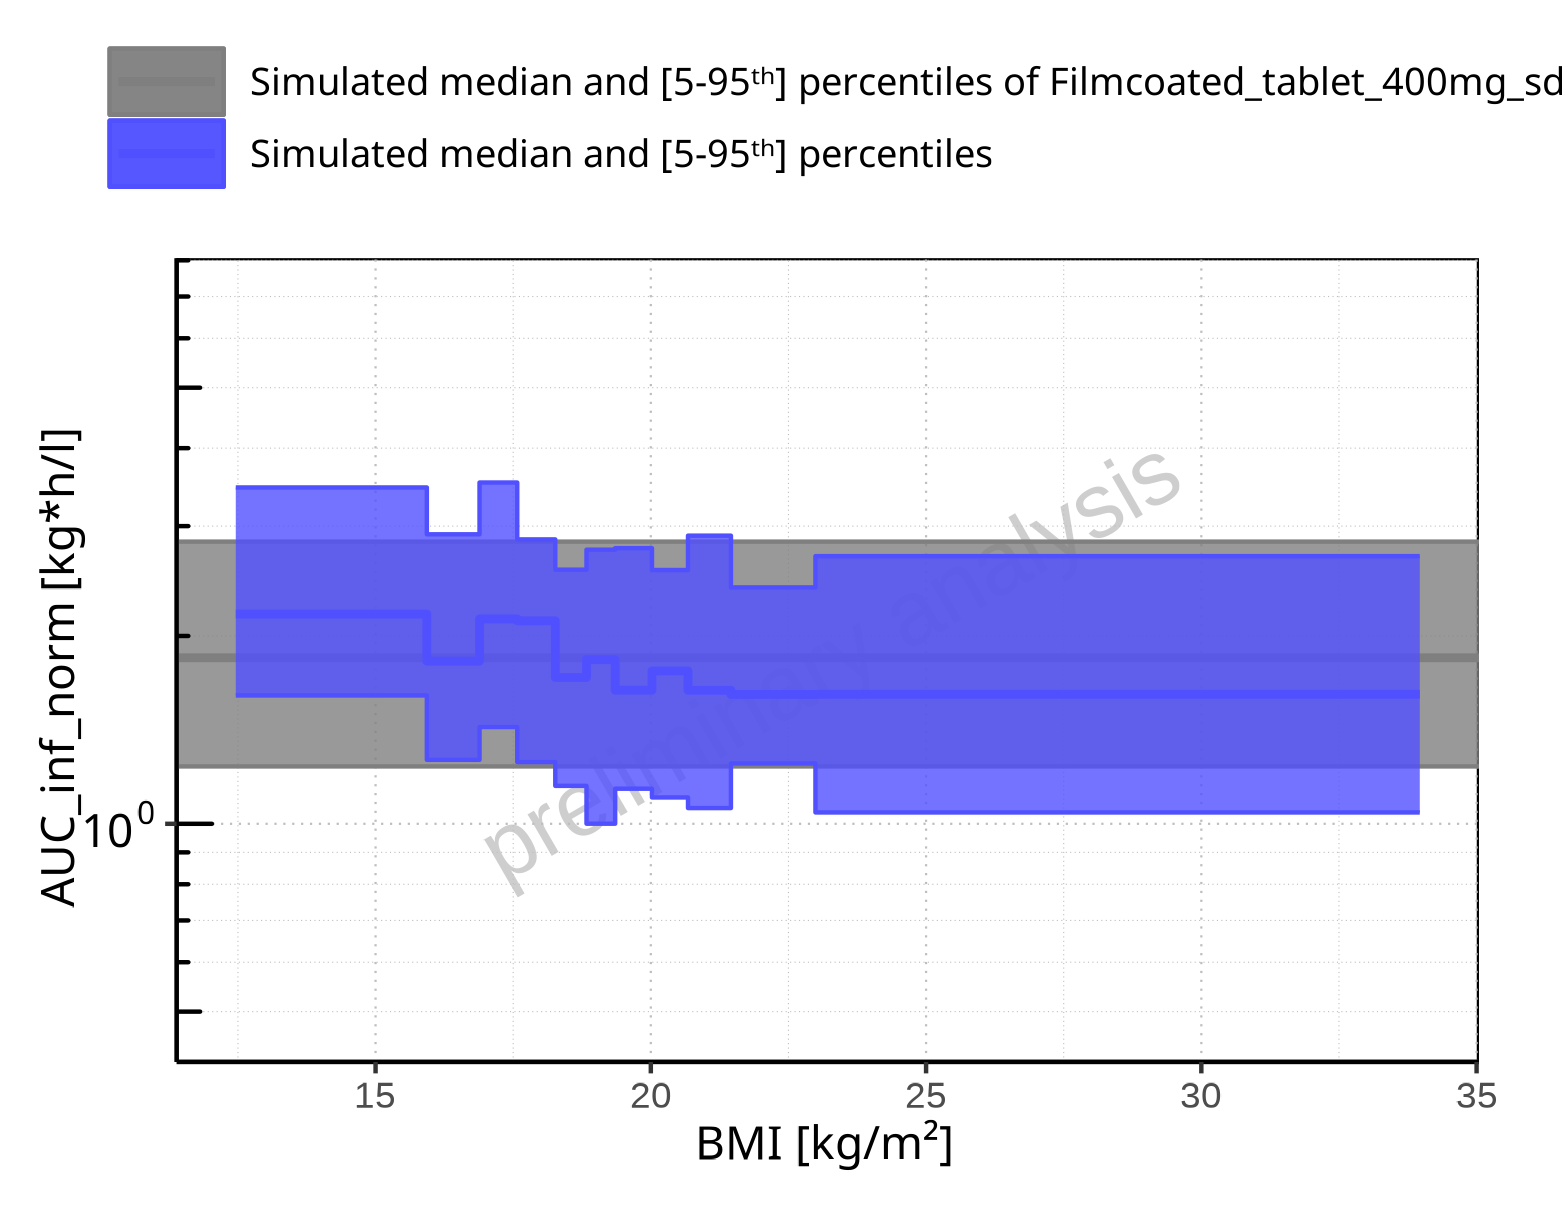 Simulated median and [5-95ᵗʰ] percentiles of Filmcoated_tablet_400mg_sd
Simulated median and [5-95ᵗʰ] percentiles
AUC_inf_norm [kg*h/l]
10⁰
preliminary analysis
15 20 25 30 35
BMI [kg/m²]